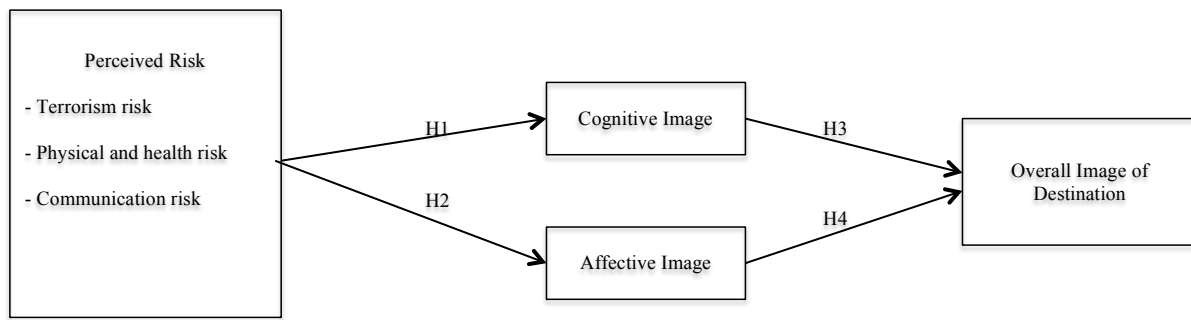 Perceived Risk
- Terrorism risk
- Physical and health risk
- Communication risk
H1
H2
Cognitive Image
Affective Image
H3
H4
Overall Image of
Destination